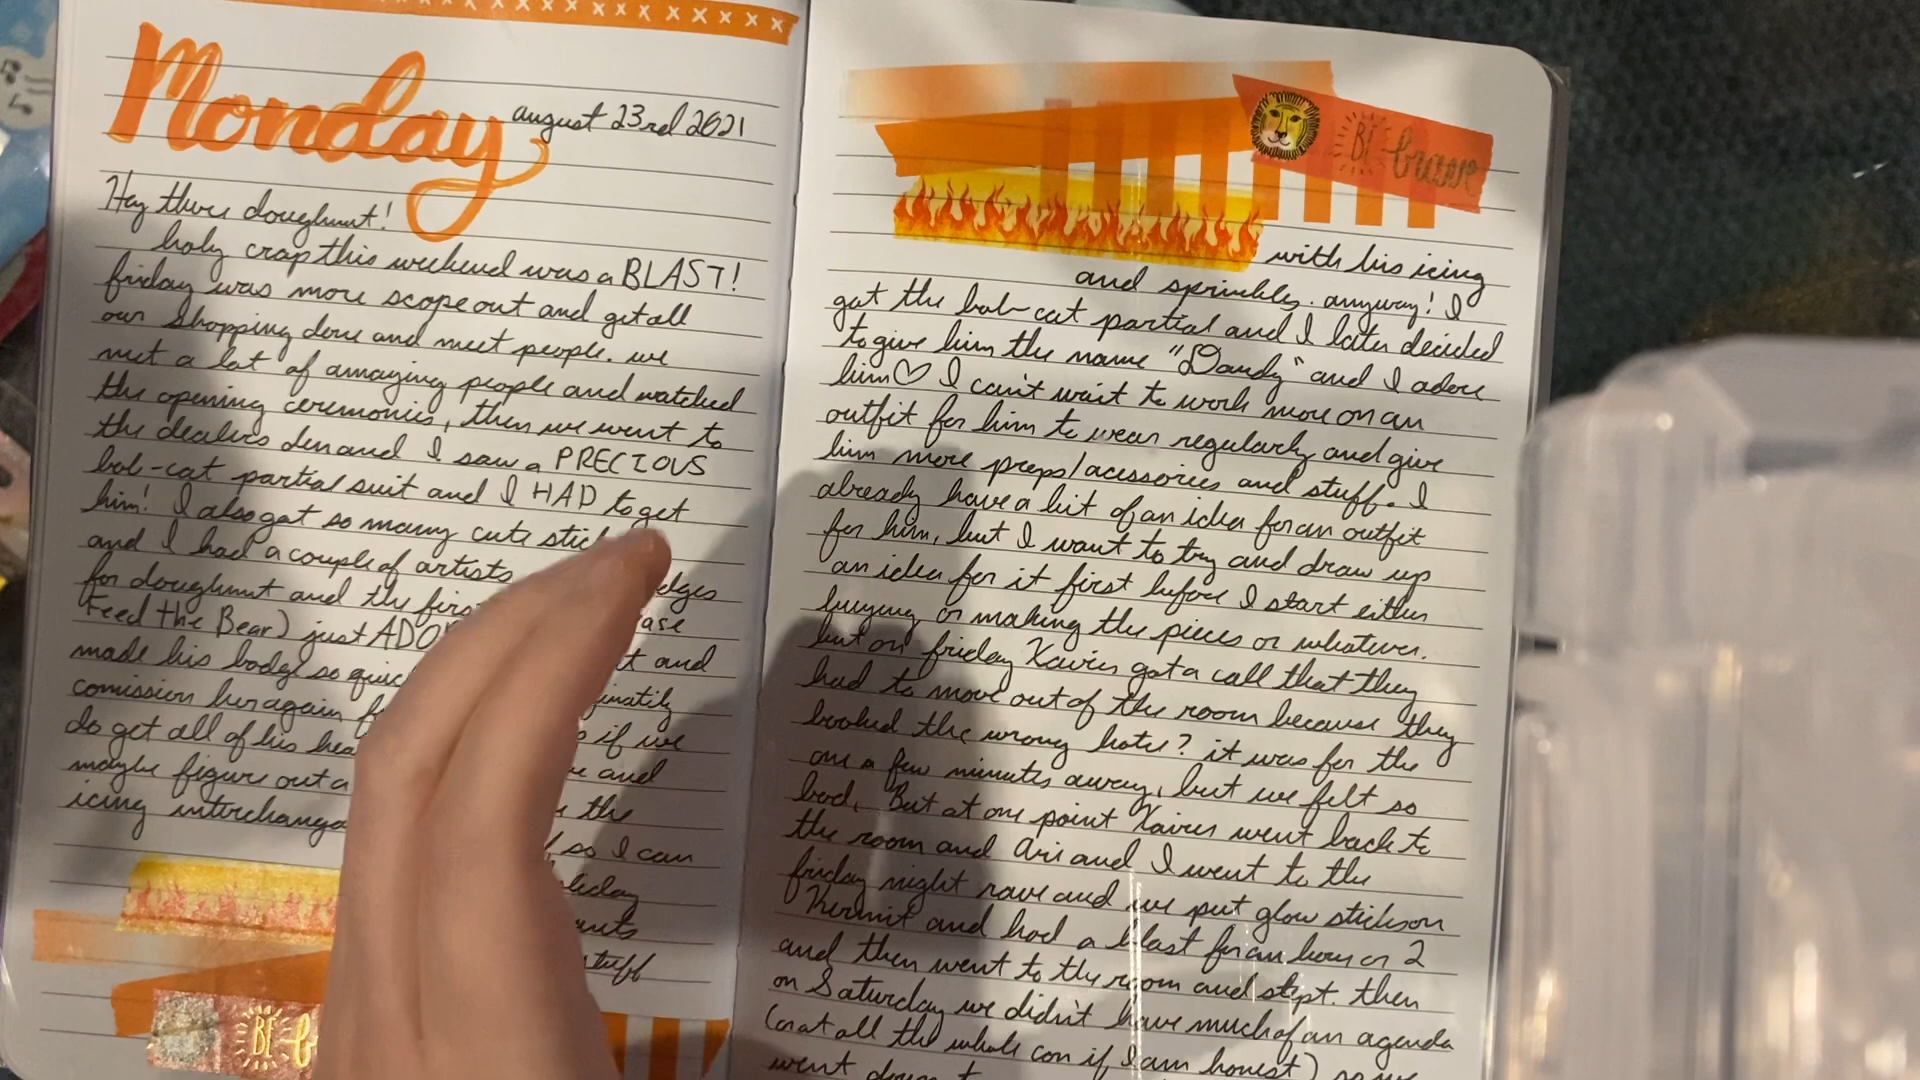 Monday
august 23rd 2021
Hey there doughnut!
holy crap this weekend was a BLAST!
friday was more scope out and get all
our shopping done and meet people. we
met a lot of amazing people and watched
the opening ceremonies, then we went to
the dealers den and I saw a PRECIOUS
bob-cat partial suit and I HAD to get
him! I also got so many cute stic
and I had a couple of artists
for doughnut and the firs
Feed the Bear) just ADO
made his body so quic and
comission her again f
do get all of his hea if we
maybe figure out a and
icing interchanga the
so I can
BE
BE brave
with his icing
and sprinkles. anyway! I
got the bob-cat partial and I later decided
to give him the name "Dandy" and I adore
him♡ I can't wait to work more on an
outfit for him to wear regularly and give
him more props/acessories and stuff. I
already have a bit of an idea for an outfit
for him, but I want to try and draw up
an idea for it first before I start either
buying or making the pieces or whatever.
but on friday Xavier got a call that they
had to move out of the room because they
booked the wrong hotel? it was for the
one a few minutes away, but we felt so
bad. But at one point Xavier went back to
the room and Ari and I went to the
friday night rave and we put glow sticks on
Kermit and had a blast for an hour or 2
and then went to the room and slept. then
on Saturday we didn't have much of an agenda
(not all the whole con if I am honest) so we
went down t